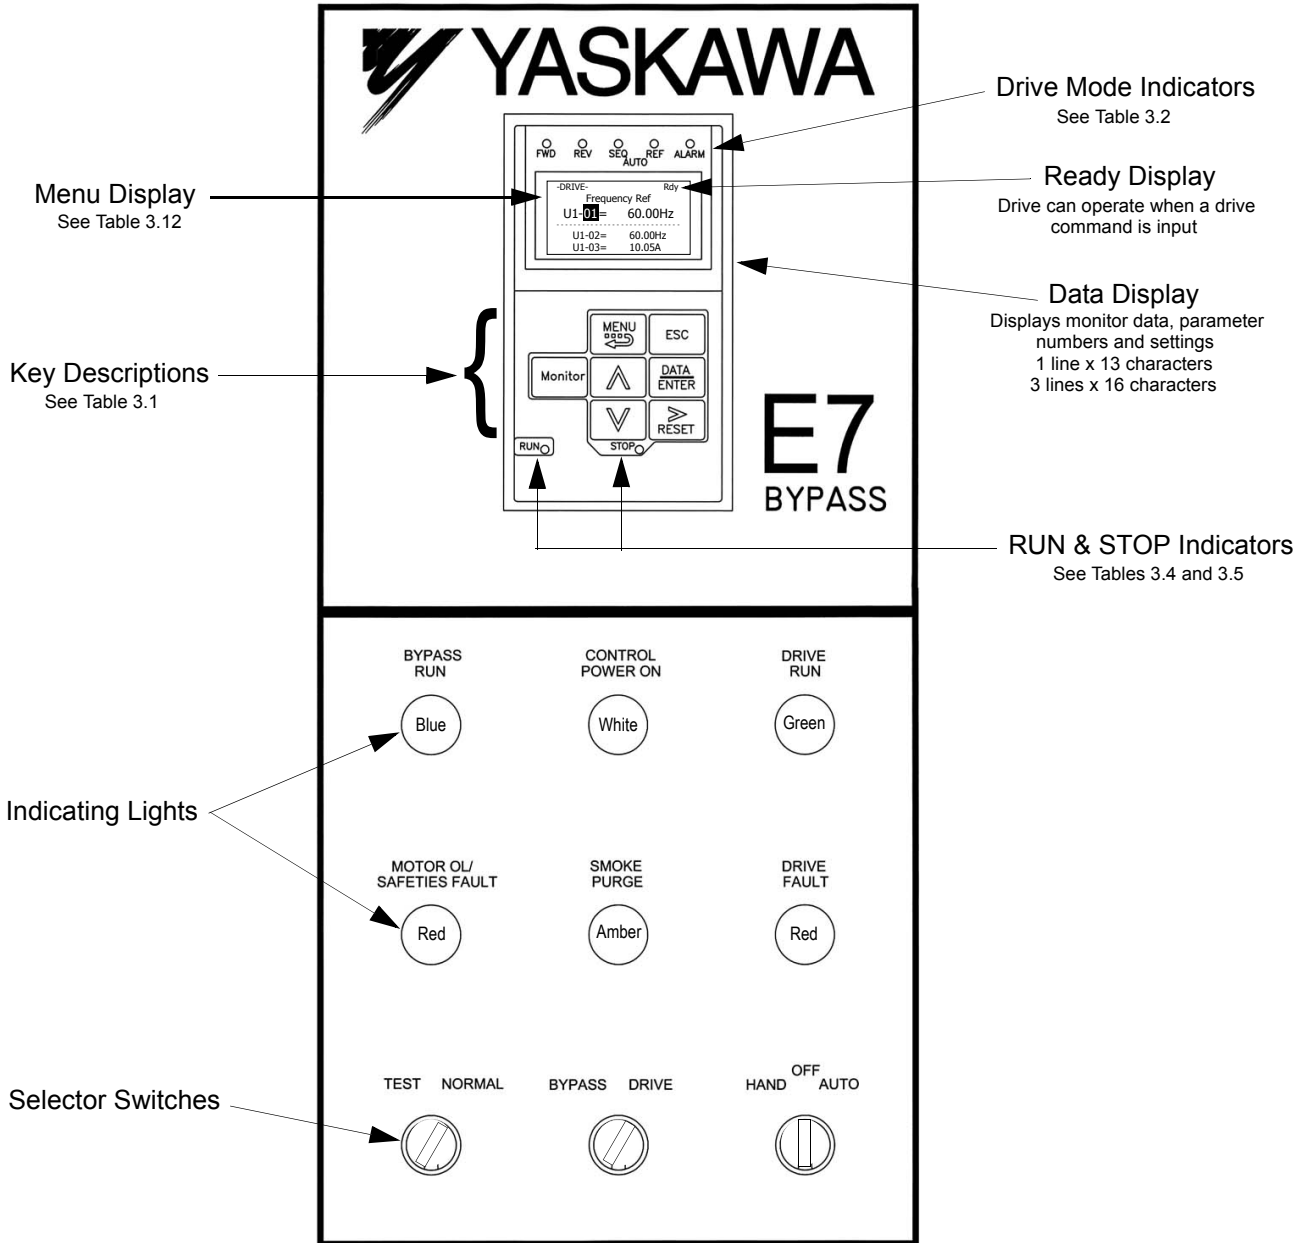 YASKAWA
Drive Mode Indicators
See Table 3.2
FWD REV SEQ REF ALARM
AUTO
Menu Display
See Table 3.12
-DRIVE- Rdy
Frequency Ref
U1-01= 60.00Hz
U1-02= 60.00Hz
U1-03= 10.05A
Ready Display
Drive can operate when a drive
command is input
Data Display
Displays monitor data, parameter
numbers and settings
1 line x 13 characters
3 lines x 16 characters
Key Descriptions
See Table 3.1
MENU
ESC
Monitor
DATA
ENTER
RESET
RUN
STOP
E7
BYPASS
RUN & STOP Indicators
See Tables 3.4 and 3.5
BYPASS
RUN
CONTROL
POWER ON
DRIVE
RUN
Blue
White
Green
Indicating Lights
MOTOR OL/
SAFETIES FAULT
SMOKE
PURGE
DRIVE
FAULT
Red
Amber
Red
Selector Switches
TEST NORMAL
BYPASS DRIVE
HAND OFF AUTO